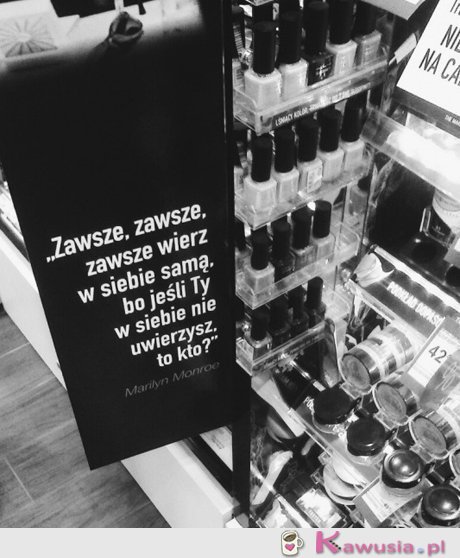 „Zawsze, zawsze,
zawsze wierz
w siebie samą,
bo jeśli Ty
w siebie nie
uwierzysz,
to kto?"
Marilyn Monroe
NIE
NA CA
42
Kawusia.pl